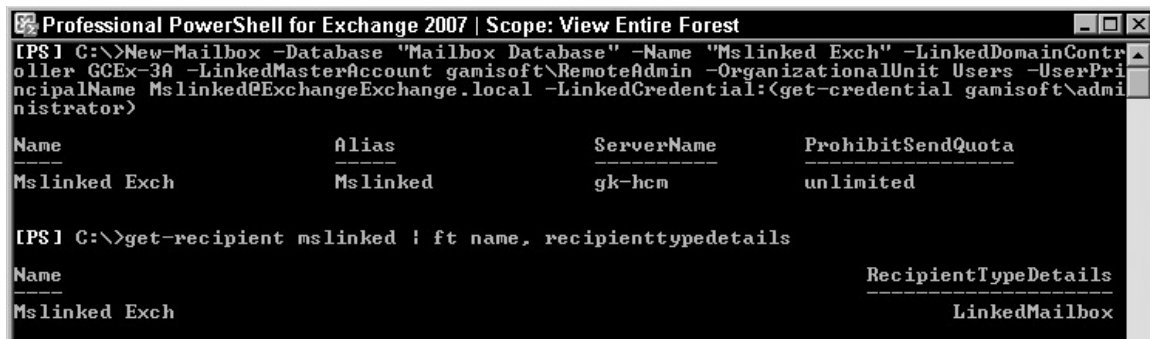 Professional PowerShell for Exchange 2007 | Scope: View Entire Forest
[PS] C:\>New-Mailbox -Database "Mailbox Database" -Name "Mslinked Exch" -LinkedDomainContr
oller GCEx-3A -LinkedMasterAccount gamisoft\RemoteAdmin -OrganizationalUnit Users -UserPri
ncipalName Mslinked@ExchangeExchange.local -LinkedCredential:(get-credential gamisoft\admi
nistrator)
Name Alias ServerName ProhibitSendQuota
---- ----- ---------- -----------------
Mslinked Exch Mslinked gk-hcm unlimited
[PS] C:\>get-recipient mslinked | ft name, recipienttypedetails
Name RecipientTypeDetails
---- --------------------
Mslinked Exch LinkedMailbox